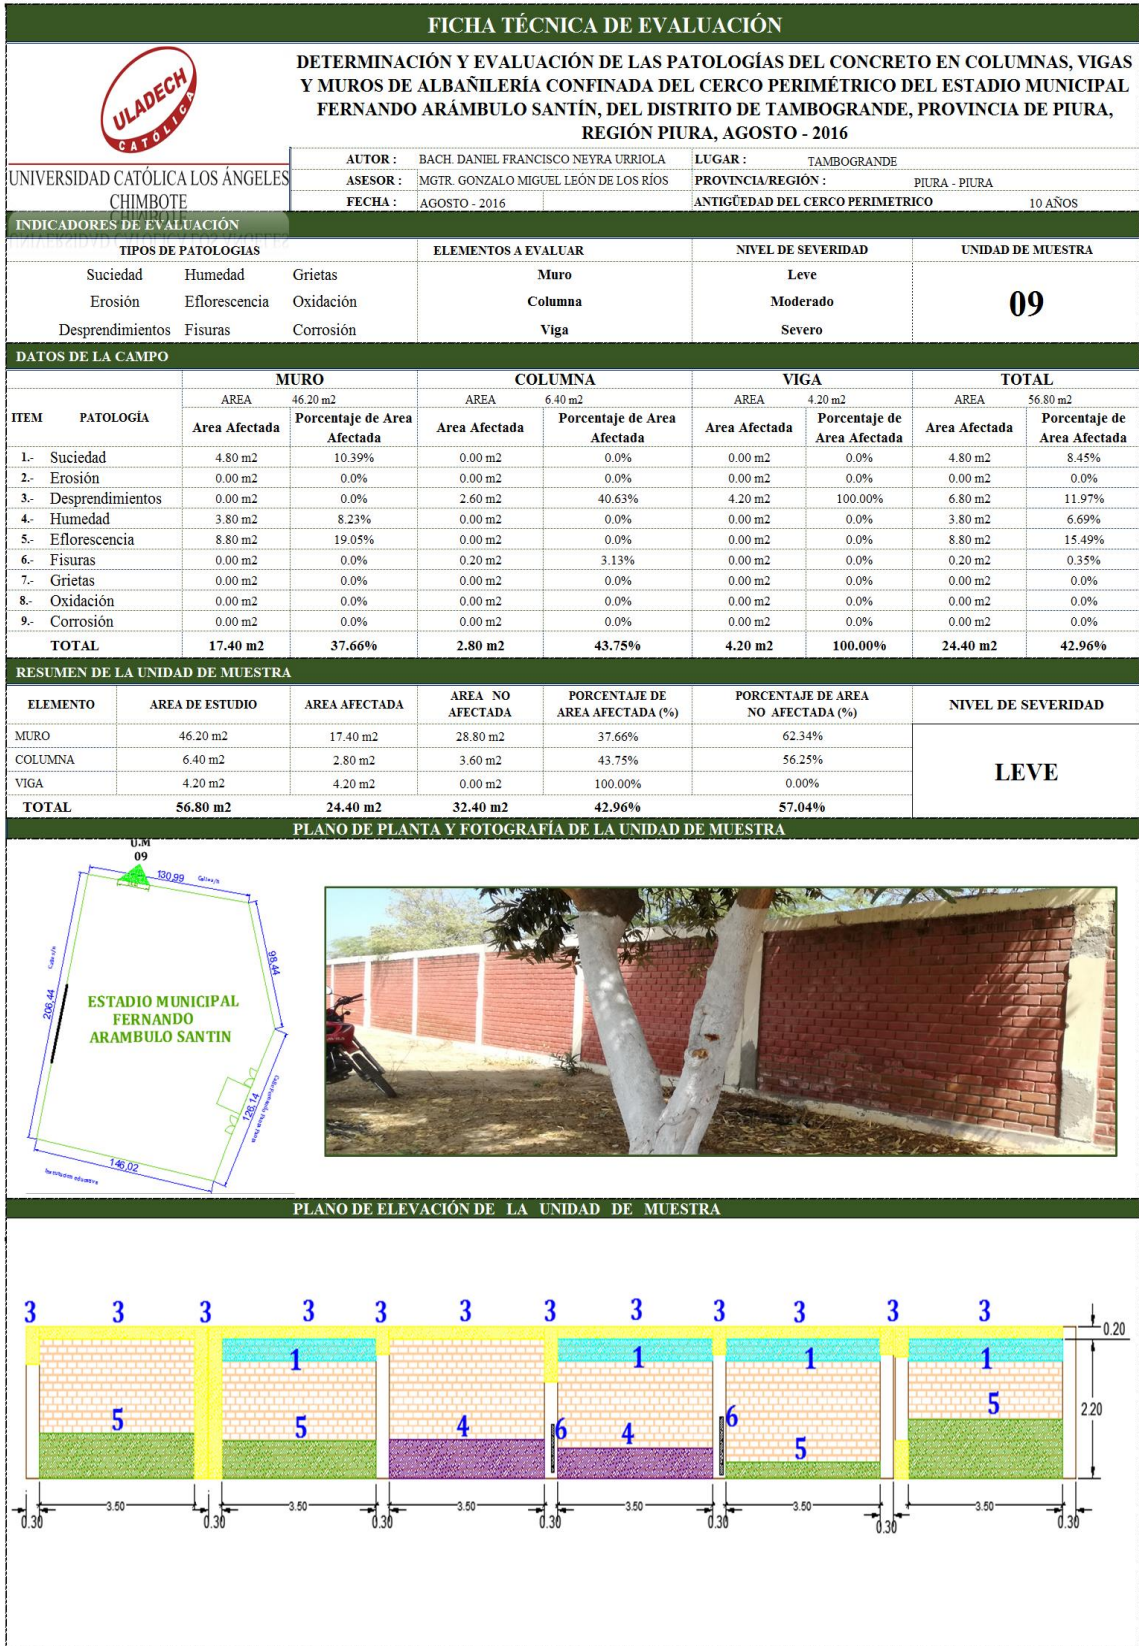 FICHA TÉCNICA DE EVALUACIÓN
ULADECH
CATÓLICA
UNIVERSIDAD CATÓLICA LOS ÁNGELES
CHIMBOTE
DETERMINACIÓN Y EVALUACIÓN DE LAS PATOLOGÍAS DEL CONCRETO EN COLUMNAS, VIGAS
Y MUROS DE ALBAÑILERÍA CONFINADA DEL CERCO PERIMÉTRICO DEL ESTADIO MUNICIPAL
FERNANDO ARÁMBULO SANTÍN, DEL DISTRITO DE TAMBOGRANDE, PROVINCIA DE PIURA,
REGIÓN PIURA, AGOSTO - 2016
AUTOR : BACH. DANIEL FRANCISCO NEYRA URRIOLA LUGAR : TAMBOGRANDE
ASESOR : MGTR. GONZALO MIGUEL LEÓN DE LOS RÍOS PROVINCIA/REGIÓN : PIURA - PIURA
FECHA : AGOSTO - 2016 ANTIGÜEDAD DEL CERCO PERIMETRICO 10 AÑOS
INDICADORES DE EVALUACIÓN
TIPOS DE PATOLOGIAS ELEMENTOS A EVALUAR NIVEL DE SEVERIDAD UNIDAD DE MUESTRA
Suciedad Humedad Grietas Muro Leve
Erosión Eflorescencia Oxidación Columna Moderado 09
Desprendimientos Fisuras Corrosión Viga Severo
DATOS DE LA CAMPO
MURO COLUMNA VIGA TOTAL
AREA 46.20 m2 AREA 6.40 m2 AREA 4.20 m2 AREA 56.80 m2
ITEM PATOLOGÍA Area Afectada Porcentaje de Area Afectada Area Afectada Porcentaje de Area Afectada Area Afectada Porcentaje de Area Afectada Area Afectada Porcentaje de Area Afectada
1.- Suciedad 4.80 m2 10.39% 0.00 m2 0.0% 0.00 m2 0.0% 4.80 m2 8.45%
2.- Erosión 0.00 m2 0.0% 0.00 m2 0.0% 0.00 m2 0.0% 0.00 m2 0.0%
3.- Desprendimientos 0.00 m2 0.0% 2.60 m2 40.63% 4.20 m2 100.00% 6.80 m2 11.97%
4.- Humedad 3.80 m2 8.23% 0.00 m2 0.0% 0.00 m2 0.0% 3.80 m2 6.69%
5.- Eflorescencia 8.80 m2 19.05% 0.00 m2 0.0% 0.00 m2 0.0% 8.80 m2 15.49%
6.- Fisuras 0.00 m2 0.0% 0.20 m2 3.13% 0.00 m2 0.0% 0.20 m2 0.35%
7.- Grietas 0.00 m2 0.0% 0.00 m2 0.0% 0.00 m2 0.0% 0.00 m2 0.0%
8.- Oxidación 0.00 m2 0.0% 0.00 m2 0.0% 0.00 m2 0.0% 0.00 m2 0.0%
9.- Corrosión 0.00 m2 0.0% 0.00 m2 0.0% 0.00 m2 0.0% 0.00 m2 0.0%
TOTAL 17.40 m2 37.66% 2.80 m2 43.75% 4.20 m2 100.00% 24.40 m2 42.96%
RESUMEN DE LA UNIDAD DE MUESTRA
ELEMENTO AREA DE ESTUDIO AREA AFECTADA AREA NO AFECTADA PORCENTAJE DE AREA AFECTADA (%) PORCENTAJE DE AREA NO AFECTADA (%) NIVEL DE SEVERIDAD
MURO 46.20 m2 17.40 m2 28.80 m2 37.66% 62.34%
COLUMNA 6.40 m2 2.80 m2 3.60 m2 43.75% 56.25% LEVE
VIGA 4.20 m2 4.20 m2 0.00 m2 100.00% 0.00%
TOTAL 56.80 m2 24.40 m2 32.40 m2 42.96% 57.04%
PLANO DE PLANTA Y FOTOGRAFÍA DE LA UNIDAD DE MUESTRA
U.M
09
130,99
98,44
206,44
ESTADIO MUNICIPAL
FERNANDO
ARAMBULO SANTIN
126,14
146,02
PLANO DE ELEVACIÓN DE LA UNIDAD DE MUESTRA
3 3 3 3 3 3 3 3 3 3 3 3
0.20
1 1 1 1
2.20
5 5 4 6 4 6 5 5
3.50 3.50 3.50 3.50 3.50 3.50
0.30 0.30 0.30 0.30 0.30 0.30 0.30